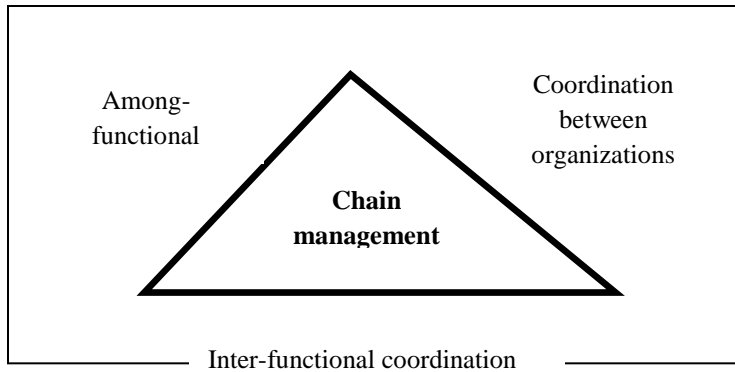 Among-
functional
Coordination
between
organizations
Chain
management
Inter-functional coordination